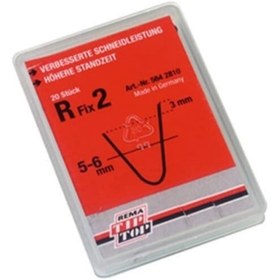 VERBESSERTE SCHNEIDLEISTUNG
HÖHERE STANDZEIT
20 Stück
Art.-Nr. 564 2810
Made in Germany
R Fix 2
3 mm
5-6
mm
REMA
TIP
TOP